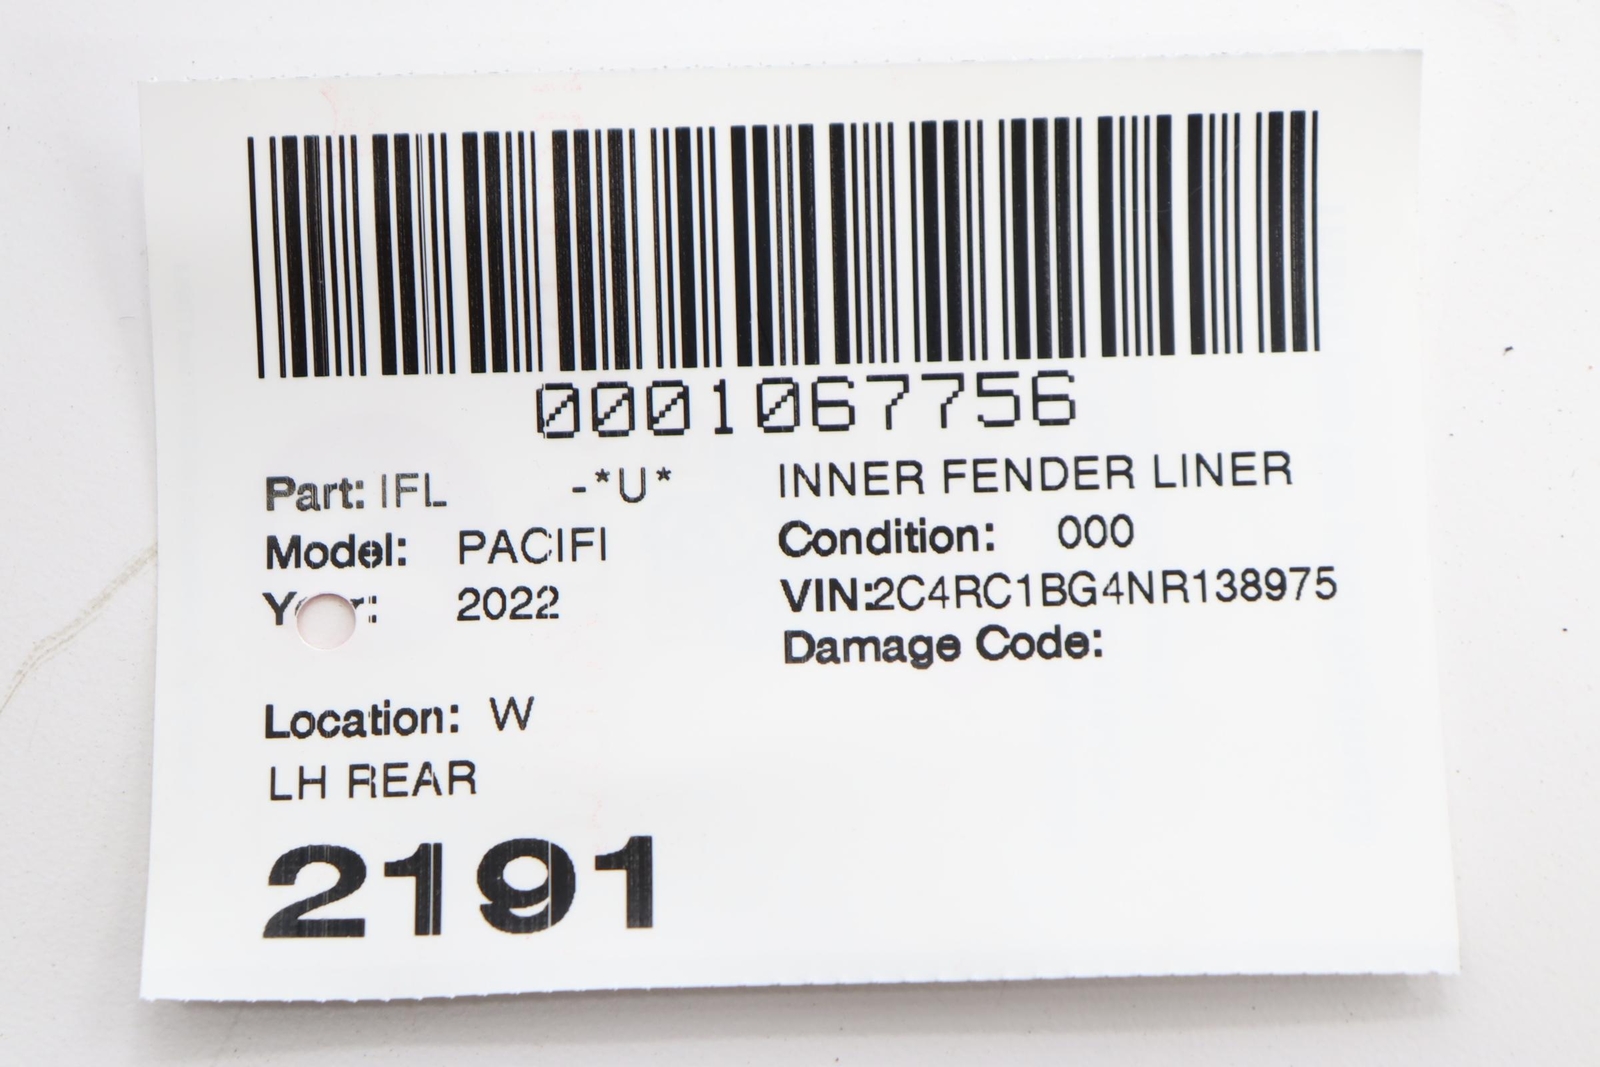 0001067756
Part: IFL -*U* INNER FENDER LINER
Model: PACIFI Condition: 000
Year: 2022 VIN:2C4RC1BG4NR138975
Damage Code:
Location: W
LH REAR
2191